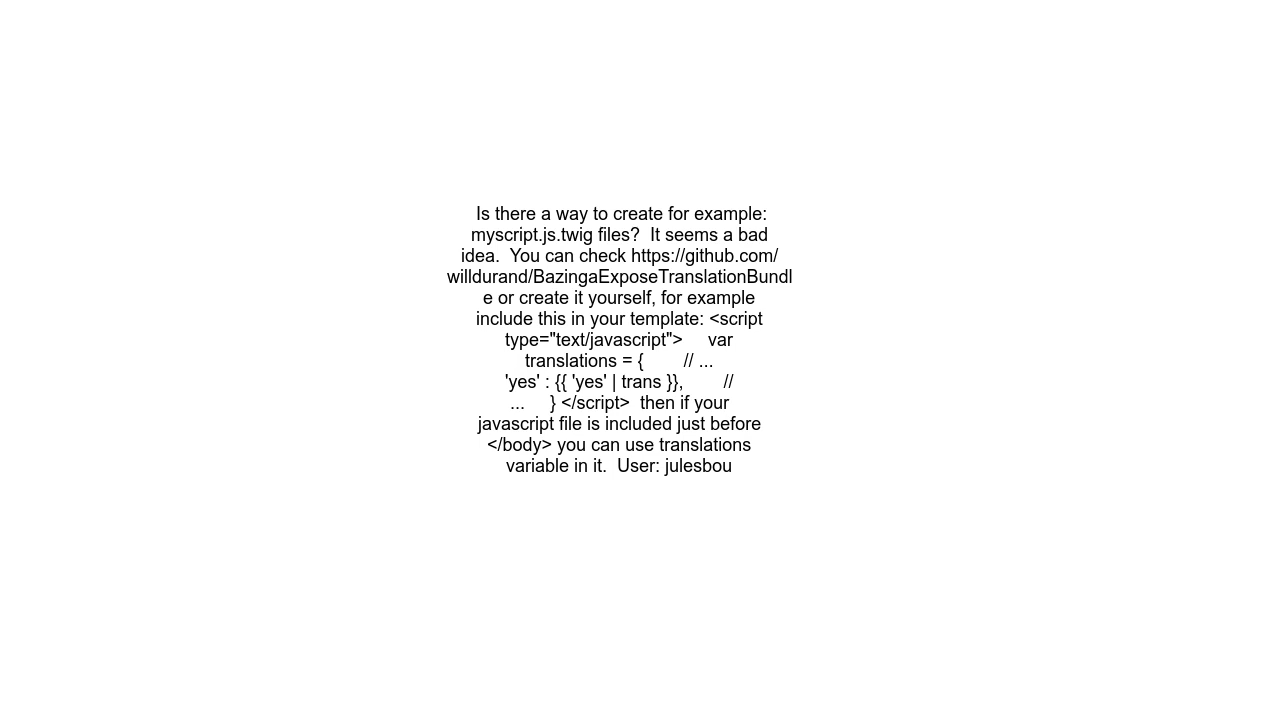 Is there a way to create for example:
myscript.js.twig files?  It seems a bad
idea.  You can check https://github.com/
willdurand/BazingaExposeTranslationBundl
e or create it yourself, for example
include this in your template: <script
type="text/javascript">     var
translations = {        // ...
'yes' : {{ 'yes' | trans }},        //
...     } </script>  then if your
javascript file is included just before
</body> you can use translations
variable in it.  User: julesbou